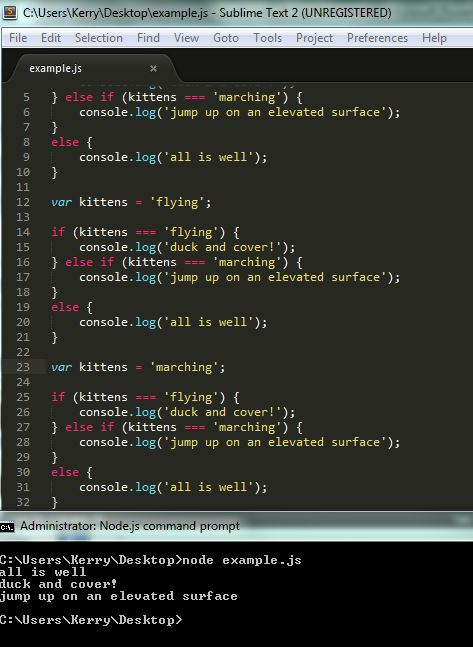 C:\Users\Kerry\Desktop\example.js - Sublime Text 2 (UNREGISTERED)
File Edit Selection Find View Goto Tools Project Preferences Help
example.js ×
5 } else if (kittens === 'marching') {
6 console.log('jump up on an elevated surface');
7 }
8 else {
9 console.log('all is well');
10 }
11
12 var kittens = 'flying';
13
14 if (kittens === 'flying') {
15 console.log('duck and cover!');
16 } else if (kittens === 'marching') {
17 console.log('jump up on an elevated surface');
18 }
19 else {
20 console.log('all is well');
21 }
22
23 var kittens = 'marching';
24
25 if (kittens === 'flying') {
26 console.log('duck and cover!');
27 } else if (kittens === 'marching') {
28 console.log('jump up on an elevated surface');
29 }
30 else {
31 console.log('all is well');
32 }
Administrator: Node.js command prompt
C:\Users\Kerry\Desktop>node example.js
all is well
duck and cover!
jump up on an elevated surface
C:\Users\Kerry\Desktop>